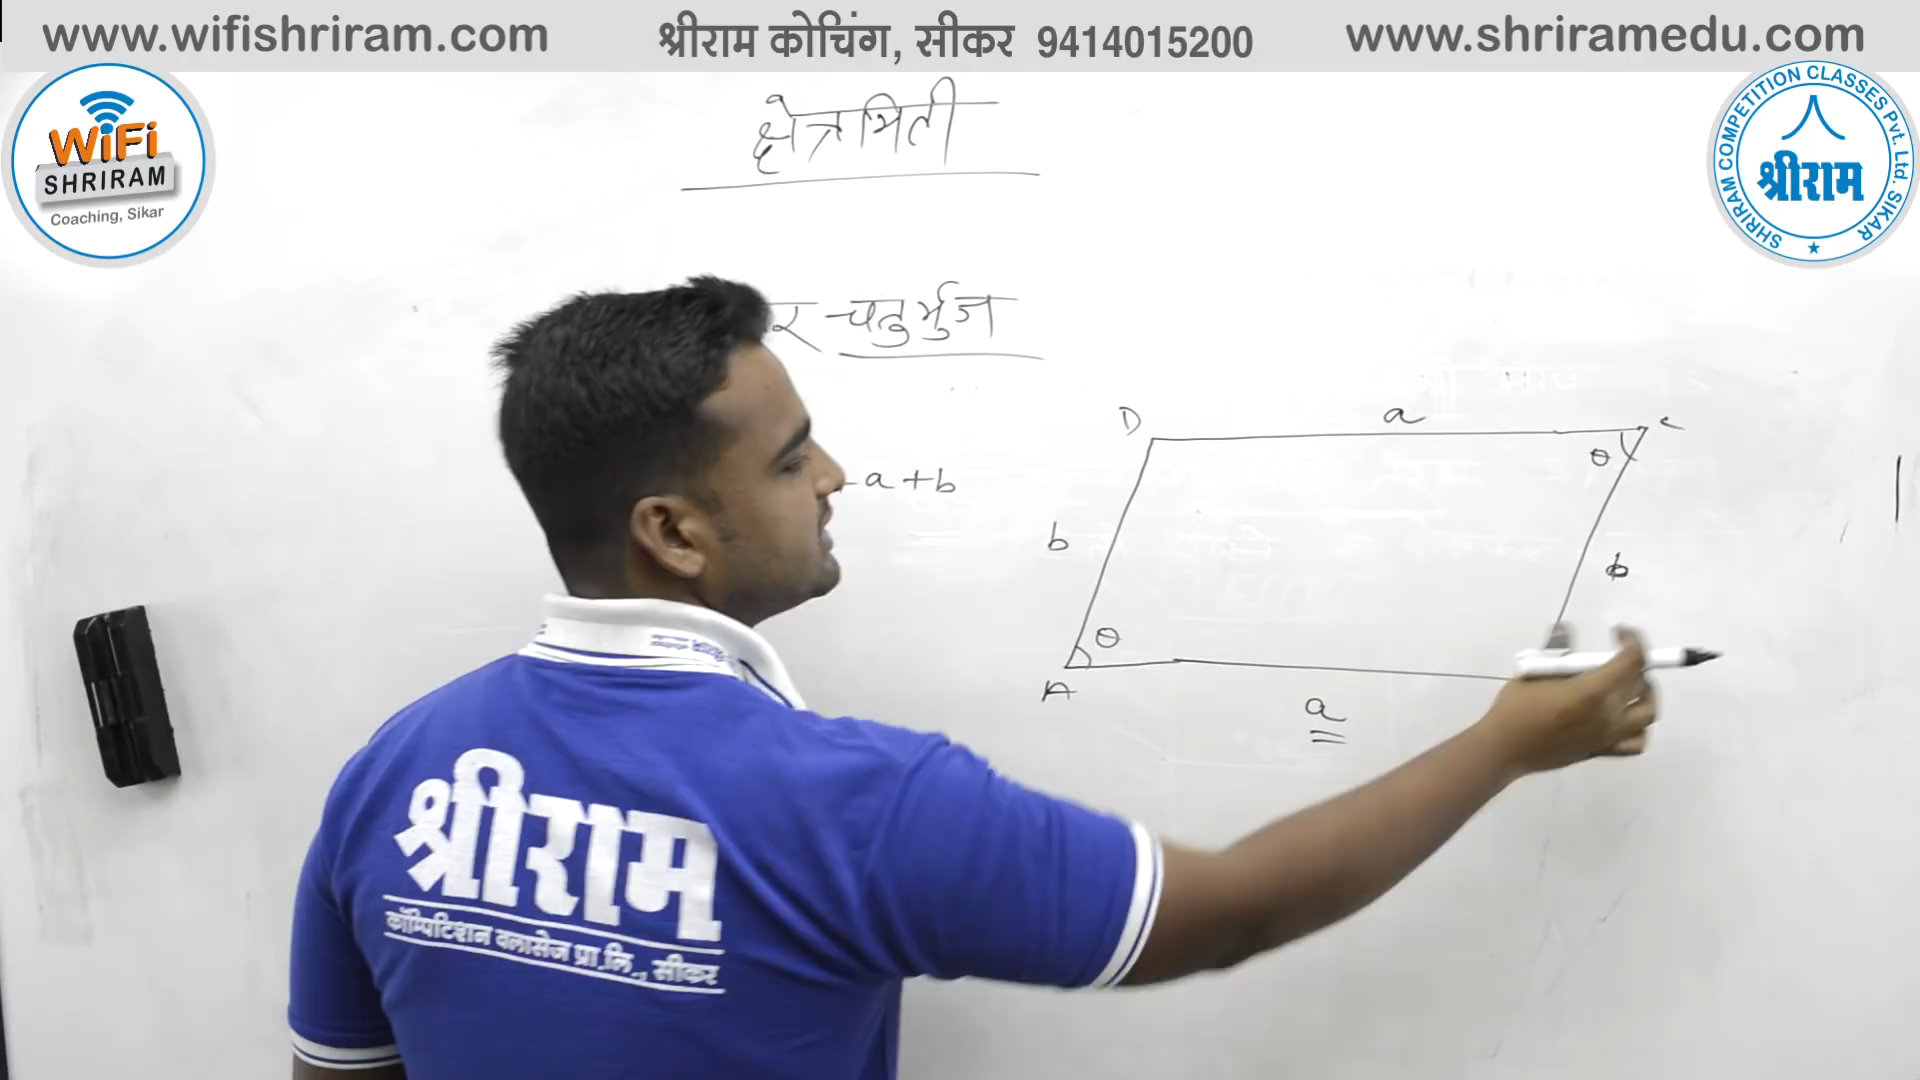 www.wifishriram.com
श्रीराम कोचिंग, सीकर 9414015200
www.shriramedu.com
WiFi
SHRIRAM
Coaching, Sikar
SHRIRAM COMPETITION CLASSES Pvt. Ltd. SIKAR
श्रीराम
क्षेत्रमिती
र चतुर्भुज
D a C
θ
a+b
b
b
θ
A
a
श्रीराम
कॉम्पिटिशन क्लासेज प्रा.लि., सीकर